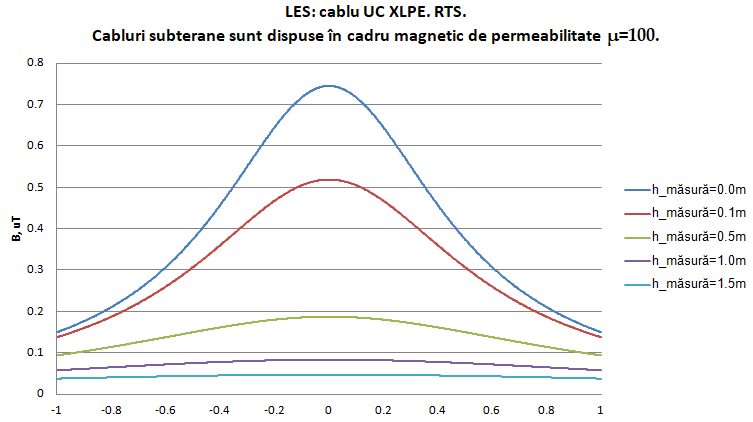 LES: cablu UC XLPE. RTS.
Cabluri subterane sunt dispuse în cadru magnetic de permeabilitate μ=100.
0.8
0.7
0.6
0.5
0.4
0.3
0.2
0.1
0
B, uT
-1 -0.8 -0.6 -0.4 -0.2 0 0.2 0.4 0.6 0.8 1
h_măsură=0.0m
h_măsură=0.1m
h_măsură=0.5m
h_măsură=1.0m
h_măsură=1.5m